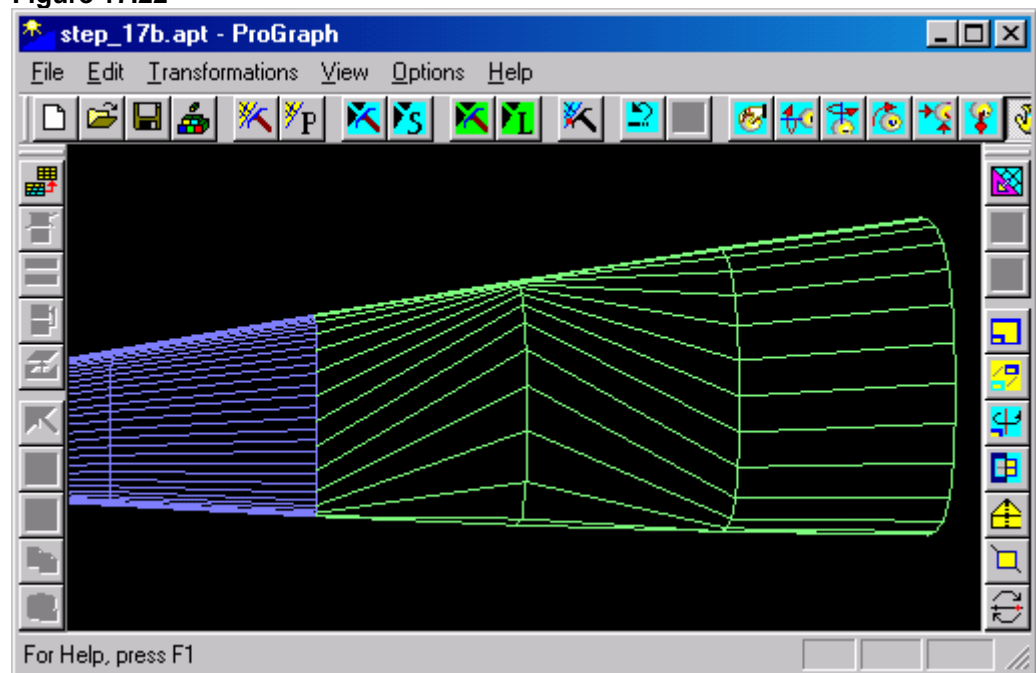 Figure 17.22
step_17b.apt - ProGraph
File Edit Transformations View Options Help
P S L
For Help, press F1